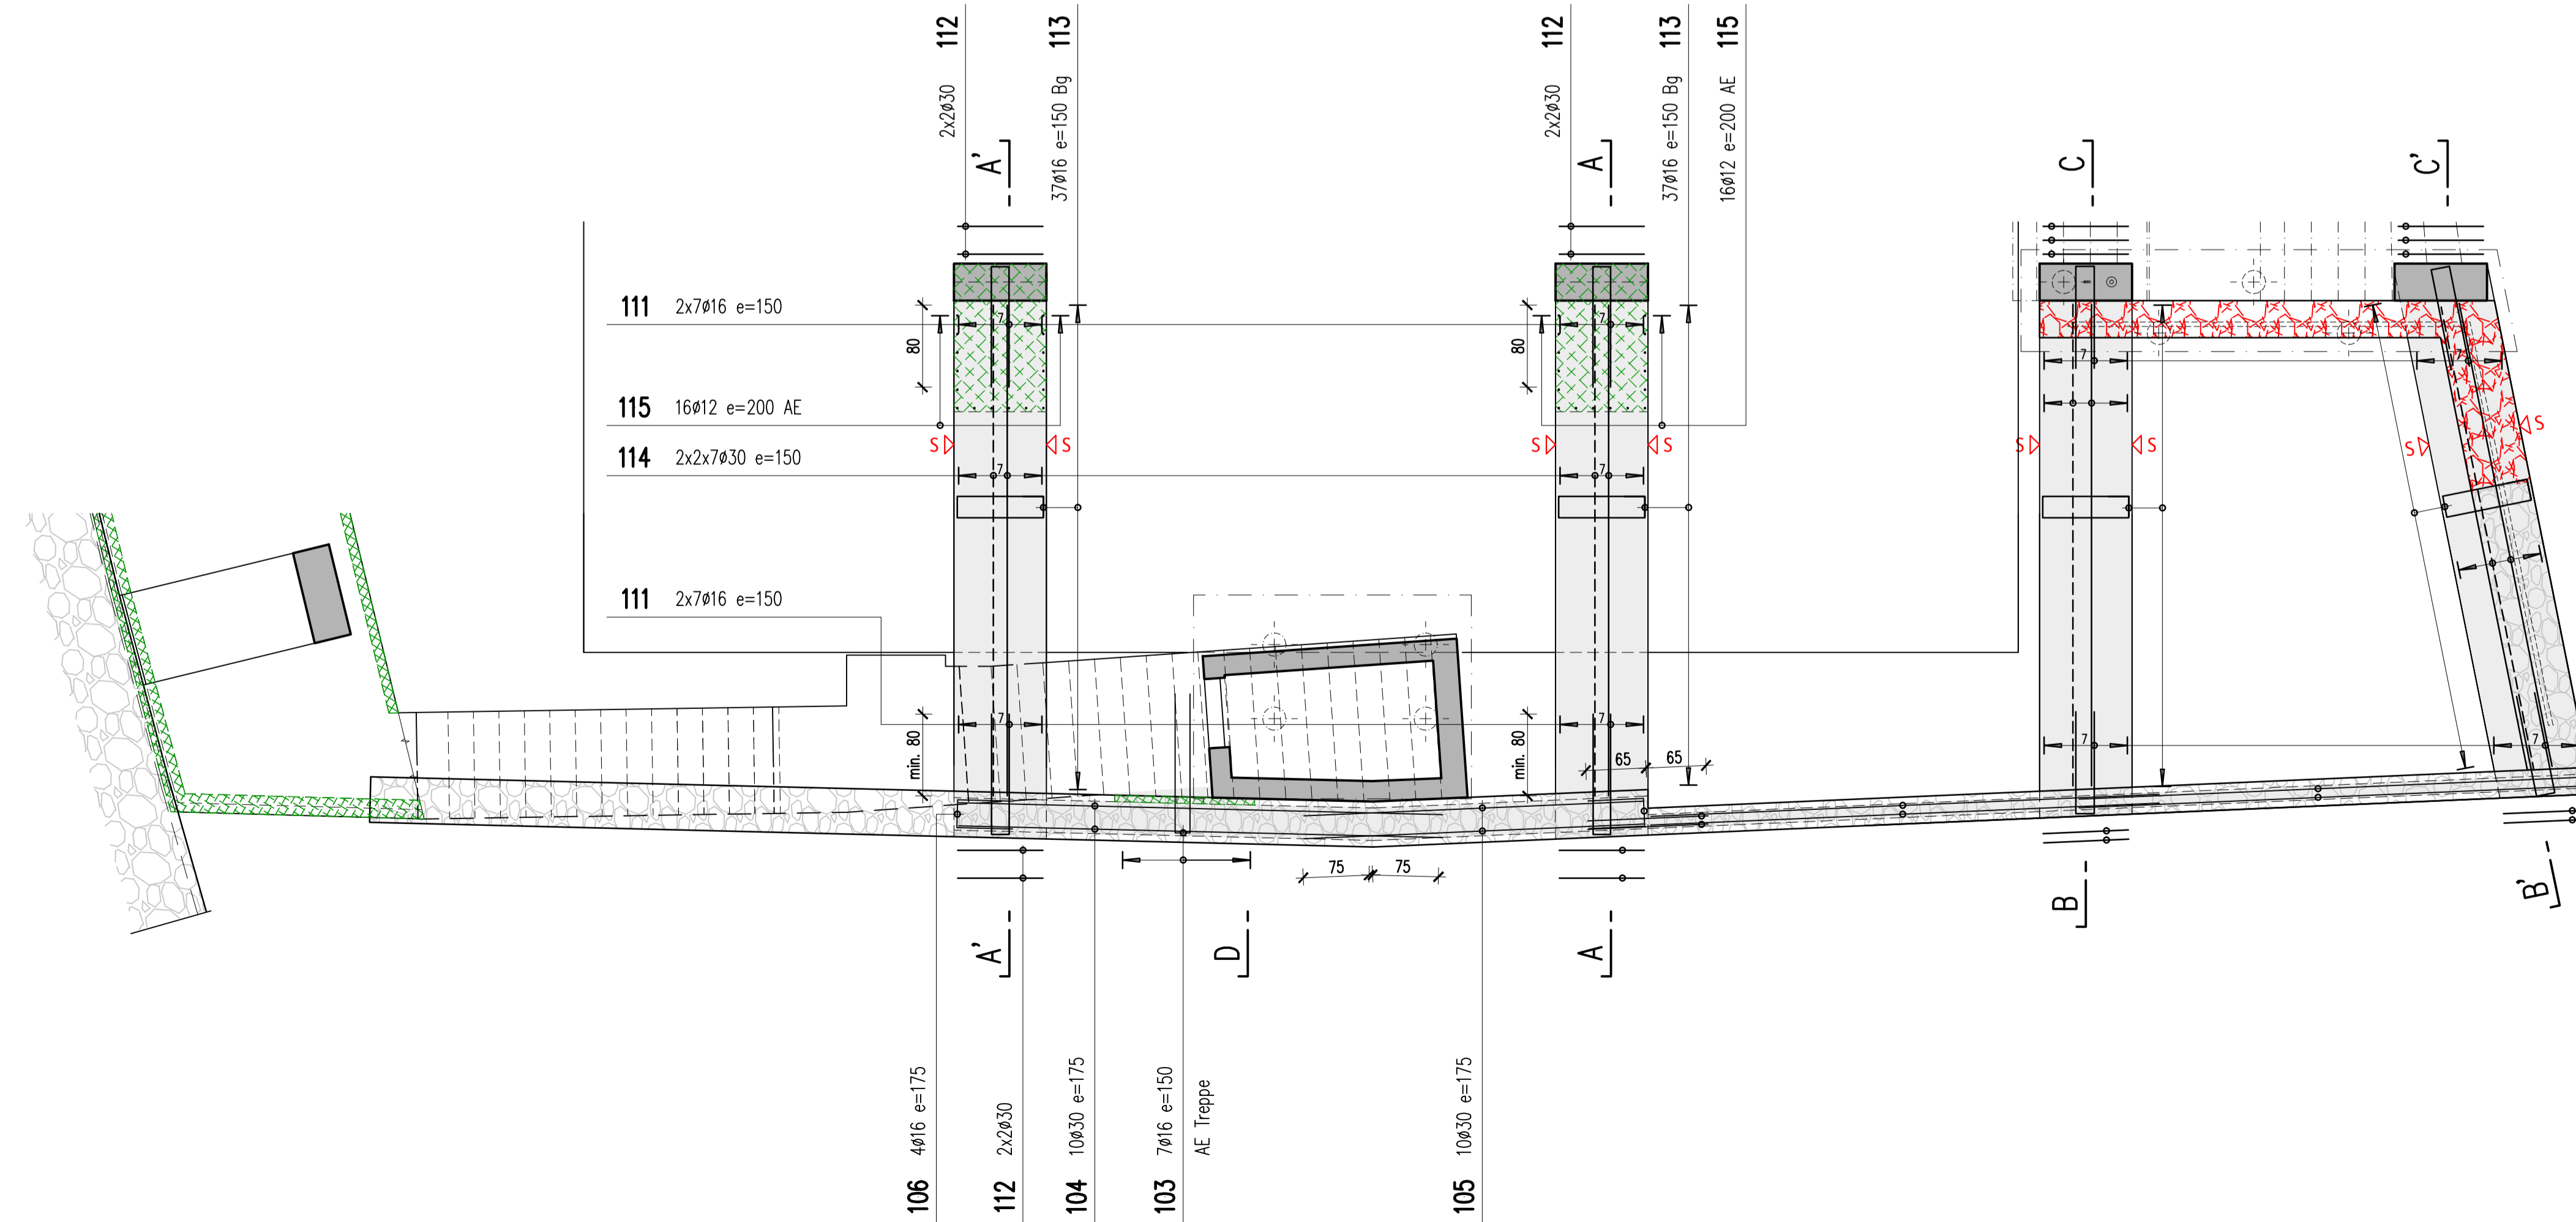 112
2x2ø30
113
37ø16 e=150 Bg
112
2x2ø30
113
37ø16 e=150 Bg
115
16ø12 e=200 AE
A'
A
C
C'
111 2x7ø16 e=150
7
7
80
80
7
7
115 16ø12 e=200 AE
114 2x2x7ø30 e=150
S
S
S
S
S
S
S
S
7
7
111 2x7ø16 e=150
7
7
7
7
min. 80
min. 80
65
65
75
75
A'
D
A
B
B'
106
4ø16 e=175
112
2x2ø30
104
10ø30 e=175
103
7ø16 e=150
AE Treppe
105
10ø30 e=175